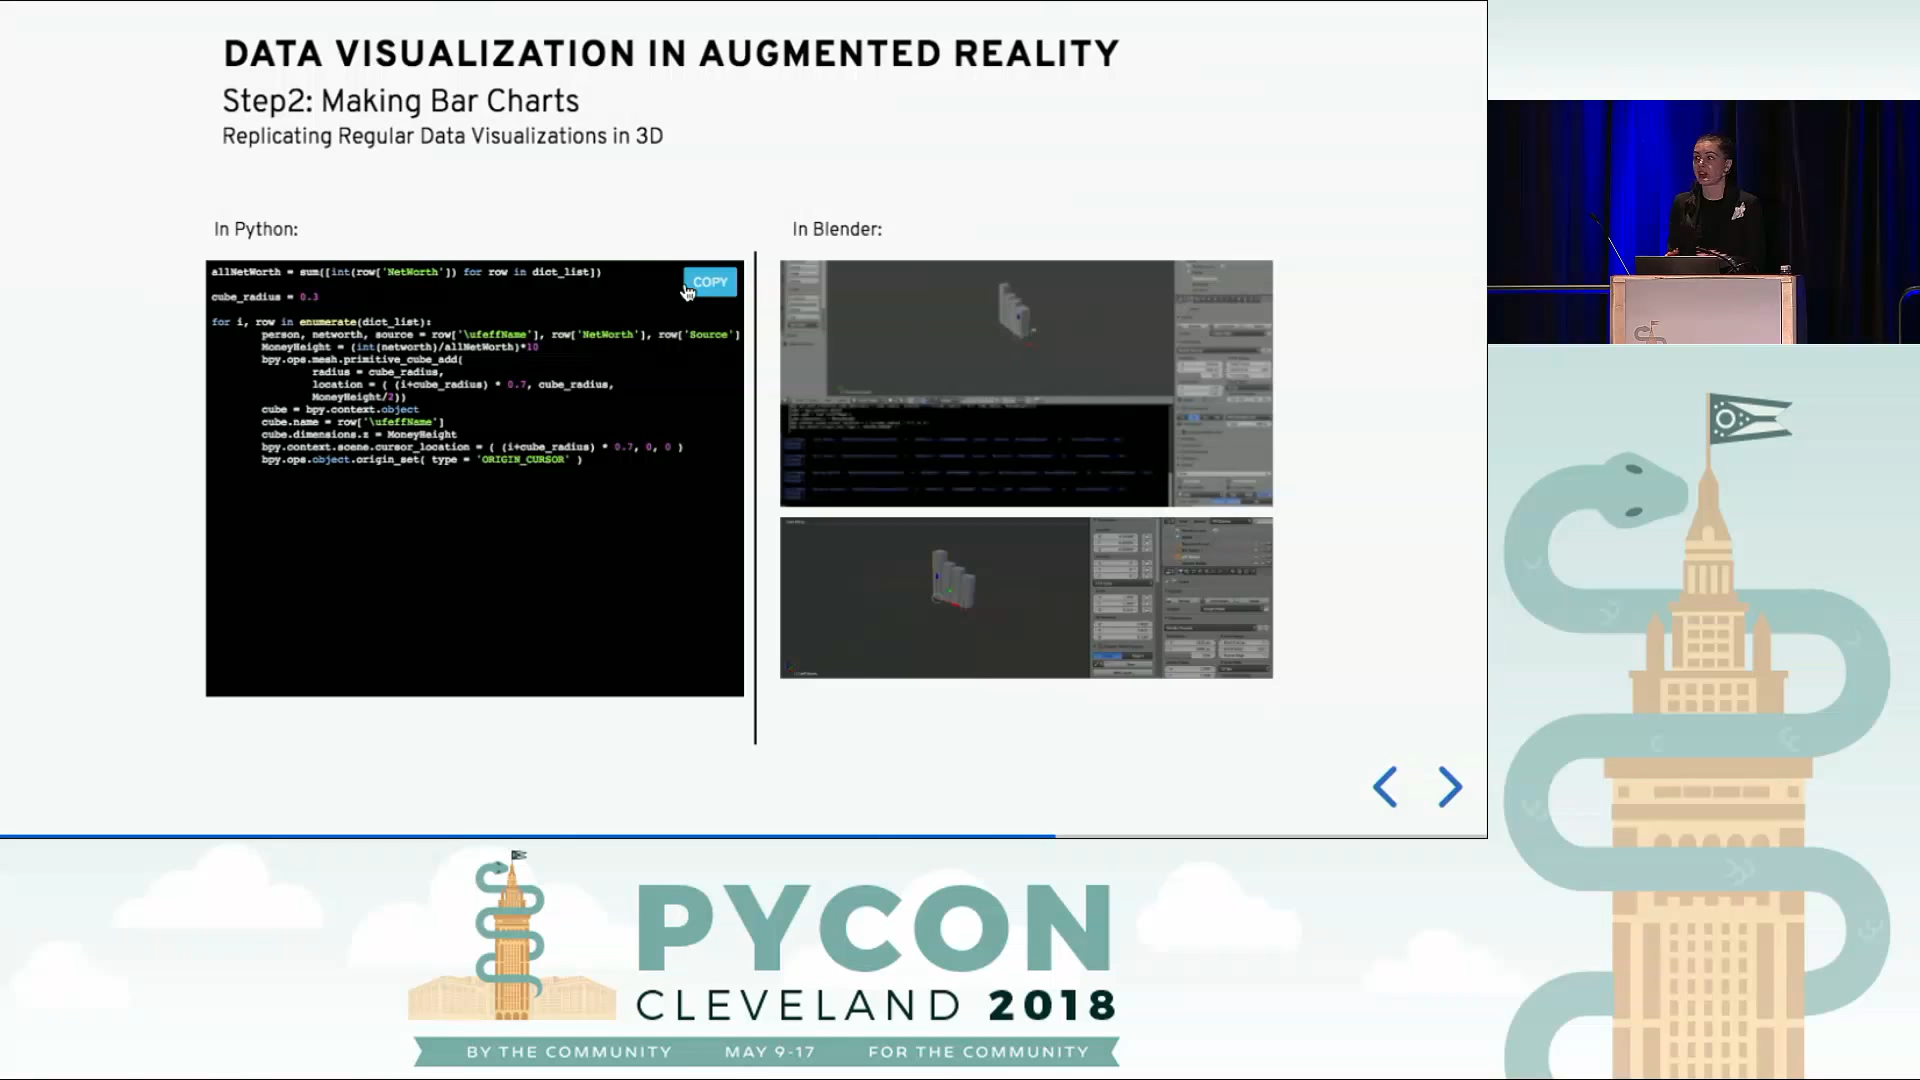 DATA VISUALIZATION IN AUGMENTED REALITY
Step2: Making Bar Charts
Replicating Regular Data Visualizations in 3D
In Python:
allNetWorth = sum([int(row['NetWorth']) for row in dict_list])
COPY
cube_radius = 0.3
for i, row in enumerate(dict_list):
person, networth, source = row['\ufeffName'], row['NetWorth'], row['Source']
MoneyHeight = (int(networth)/allNetWorth)*10
bpy.ops.mesh.primitive_cube_add(
radius = cube_radius,
location = ( (i+cube_radius) * 0.7, cube_radius,
MoneyHeight/2))
cube = bpy.context.object
cube.name = row['\ufeffName']
cube.dimensions.z = MoneyHeight
bpy.context.scene.cursor_location = ( (i+cube_radius) * 0.7, 0, 0 )
bpy.ops.object.origin_set( type = 'ORIGIN_CURSOR' )
In Blender:
PYCON
CLEVELAND 2018
BY THE COMMUNITY MAY 9-17 FOR THE COMMUNITY